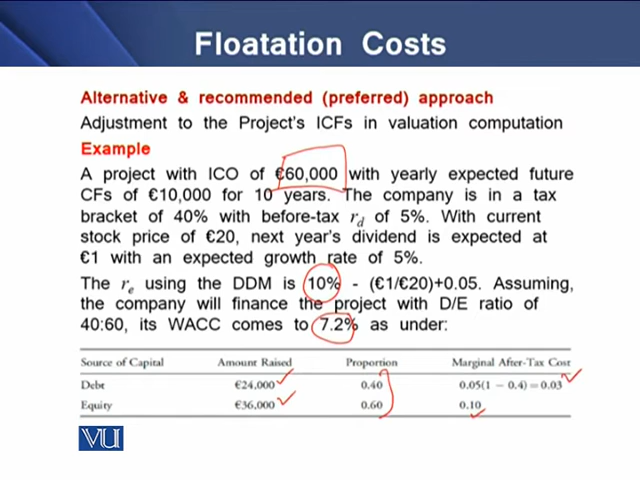 Floatation Costs
Alternative & recommended (preferred) approach
Adjustment to the Project's ICFs in valuation computation
Example
A project with ICO of €60,000 with yearly expected future
CFs of €10,000 for 10 years. The company is in a tax
bracket of 40% with before-tax rd of 5%. With current
stock price of €20, next year's dividend is expected at
€1 with an expected growth rate of 5%.
The re using the DDM is 10% - (€1/€20)+0.05. Assuming,
the company will finance the project with D/E ratio of
40:60, its WACC comes to 7.2% as under:
Source of Capital Amount Raised Proportion Marginal After-Tax Cost
Debt €24,000 0.40 0.05(1 − 0.4) = 0.03
Equity €36,000 0.60 0.10
VU